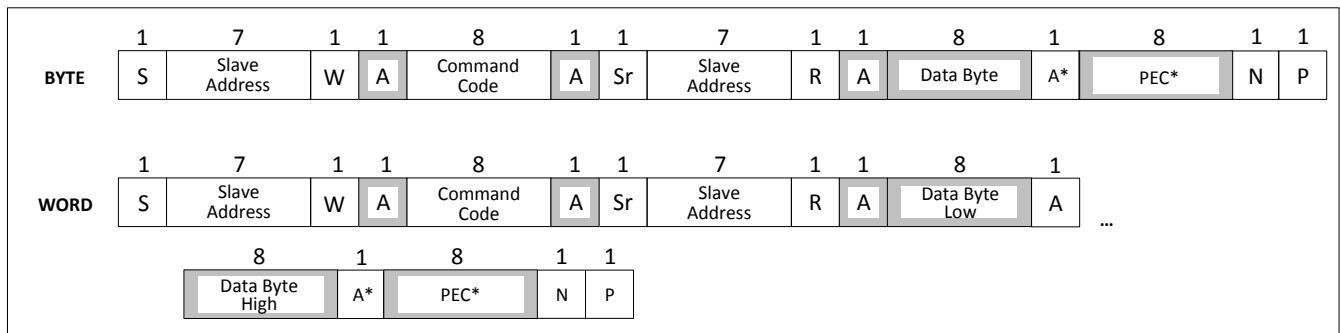 1 7 1 1 8 1 1 7 1 1 8 1 8 1 1
BYTE S Slave Address W A Command Code A Sr Slave Address R A Data Byte A* PEC* N P
1 7 1 1 8 1 1 7 1 1 8 1
WORD S Slave Address W A Command Code A Sr Slave Address R A Data Byte Low A ...
8 1 8 1 1
Data Byte High A* PEC* N P